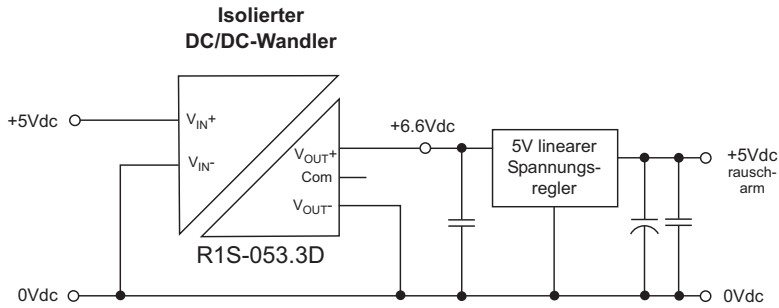 Isolierter
DC/DC-Wandler
+5Vdc
VIN+
VIN-
VOUT+
Com
VOUT-
R1S-053.3D
+6.6Vdc
5V linearer
Spannungs-
regler
+5Vdc
rausch-
arm
0Vdc
0Vdc